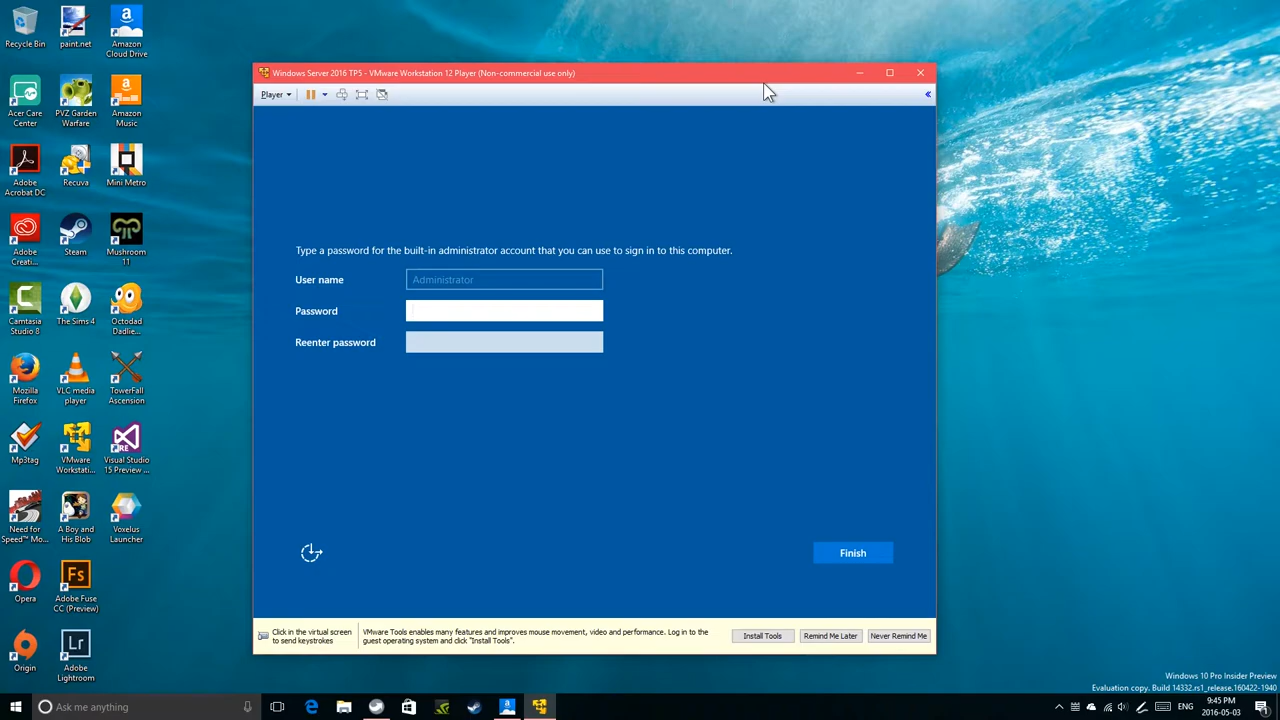 Recycle Bin
paint.net
Amazon
Cloud Drive
Acer Care
Center
PVZ Garden
Warfare
Amazon
Music
Adobe
Acrobat DC
Recuva
Mini Metro
Adobe
Creati...
Steam
Mushroom
11
Camtasia
Studio 8
The Sims 4
Octodad
Dadlie...
Mozilla
Firefox
VLC media
player
TowerFall
Ascension
Mp3tag
VMware
Workstati...
Visual Studio
15 Preview ...
Need for
Speed™ Mo...
A Boy and
His Blob
Voxelus
Launcher
Opera
Adobe Fuse
CC (Preview)
Origin
Adobe
Lightroom
Windows Server 2016 TP5 - VMware Workstation 12 Player (Non-commercial use only)
Player
Type a password for the built-in administrator account that you can use to sign in to this computer.
User name
Administrator
Password
Reenter password
Finish
Click in the virtual screen
to send keystrokes
VMware Tools enables many features and improves mouse movement, video and performance. Log in to the
guest operating system and click "Install Tools".
Install Tools
Remind Me Later
Never Remind Me
Windows 10 Pro Insider Preview
Evaluation copy. Build 14332.rs1_release.160422-1940
Ask me anything
ENG
9:45 PM
2016-05-03